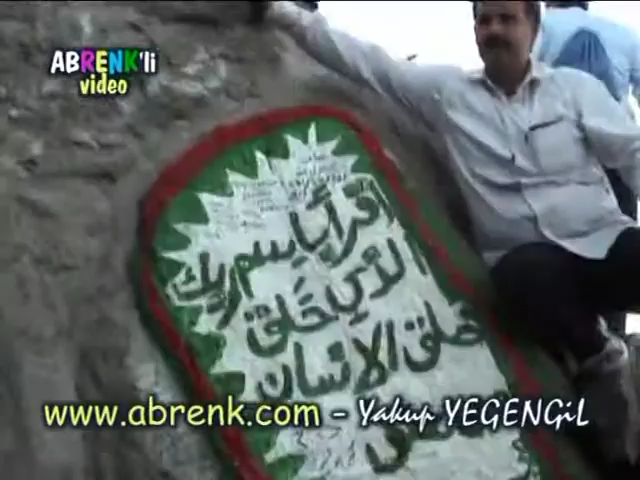 ABRENK'li
video
اقرأ باسم ربك
الذي خلق
خلق الانسان
www.abrenk.com - Yakup YEGENGiL